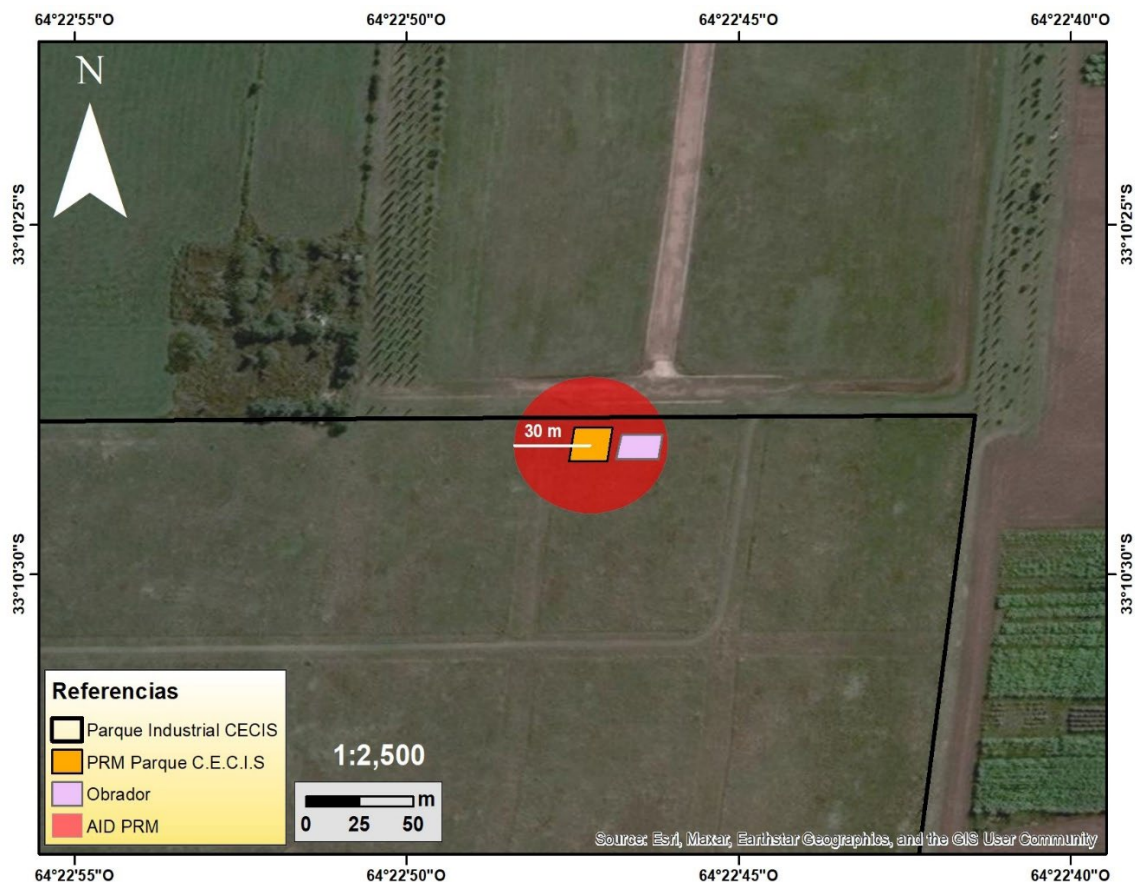 64°22'55"O 64°22'50"O 64°22'45"O 64°22'40"O
N
33°10'25"S 33°10'25"S
30 m
33°10'30"S 33°10'30"S
Referencias
Parque Industrial CECIS
PRM Parque C.E.C.I.S
Obrador
AID PRM
1:2,500
m
0 25 50
Source: Esri, Maxar, Earthstar Geographics, and the GIS User Community
64°22'55"O 64°22'50"O 64°22'45"O 64°22'40"O